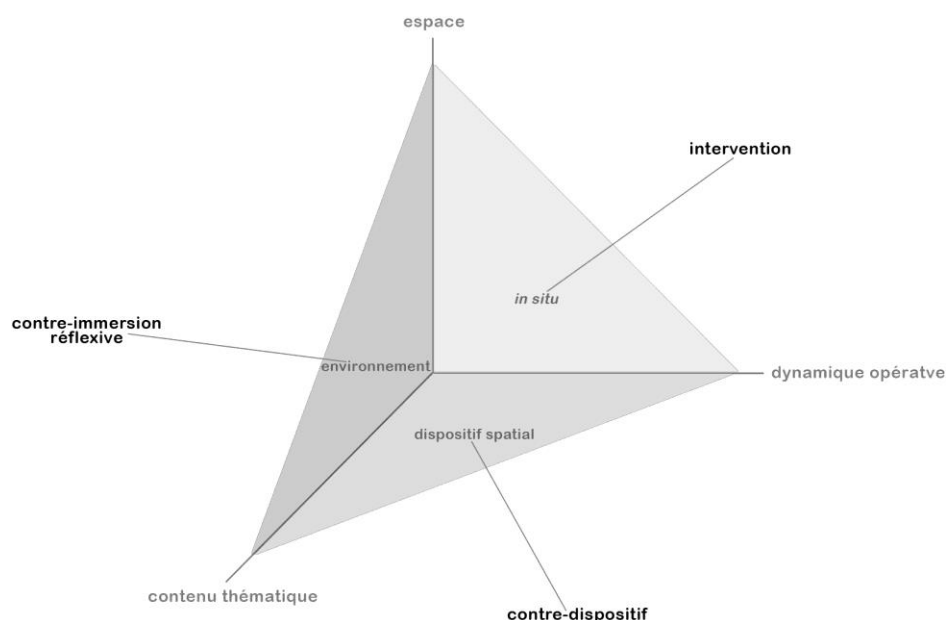 espace
intervention
in situ
contre-immersion
réflexive
environnement
dynamique opératve
dispositif spatial
contenu thématique
contre-dispositif